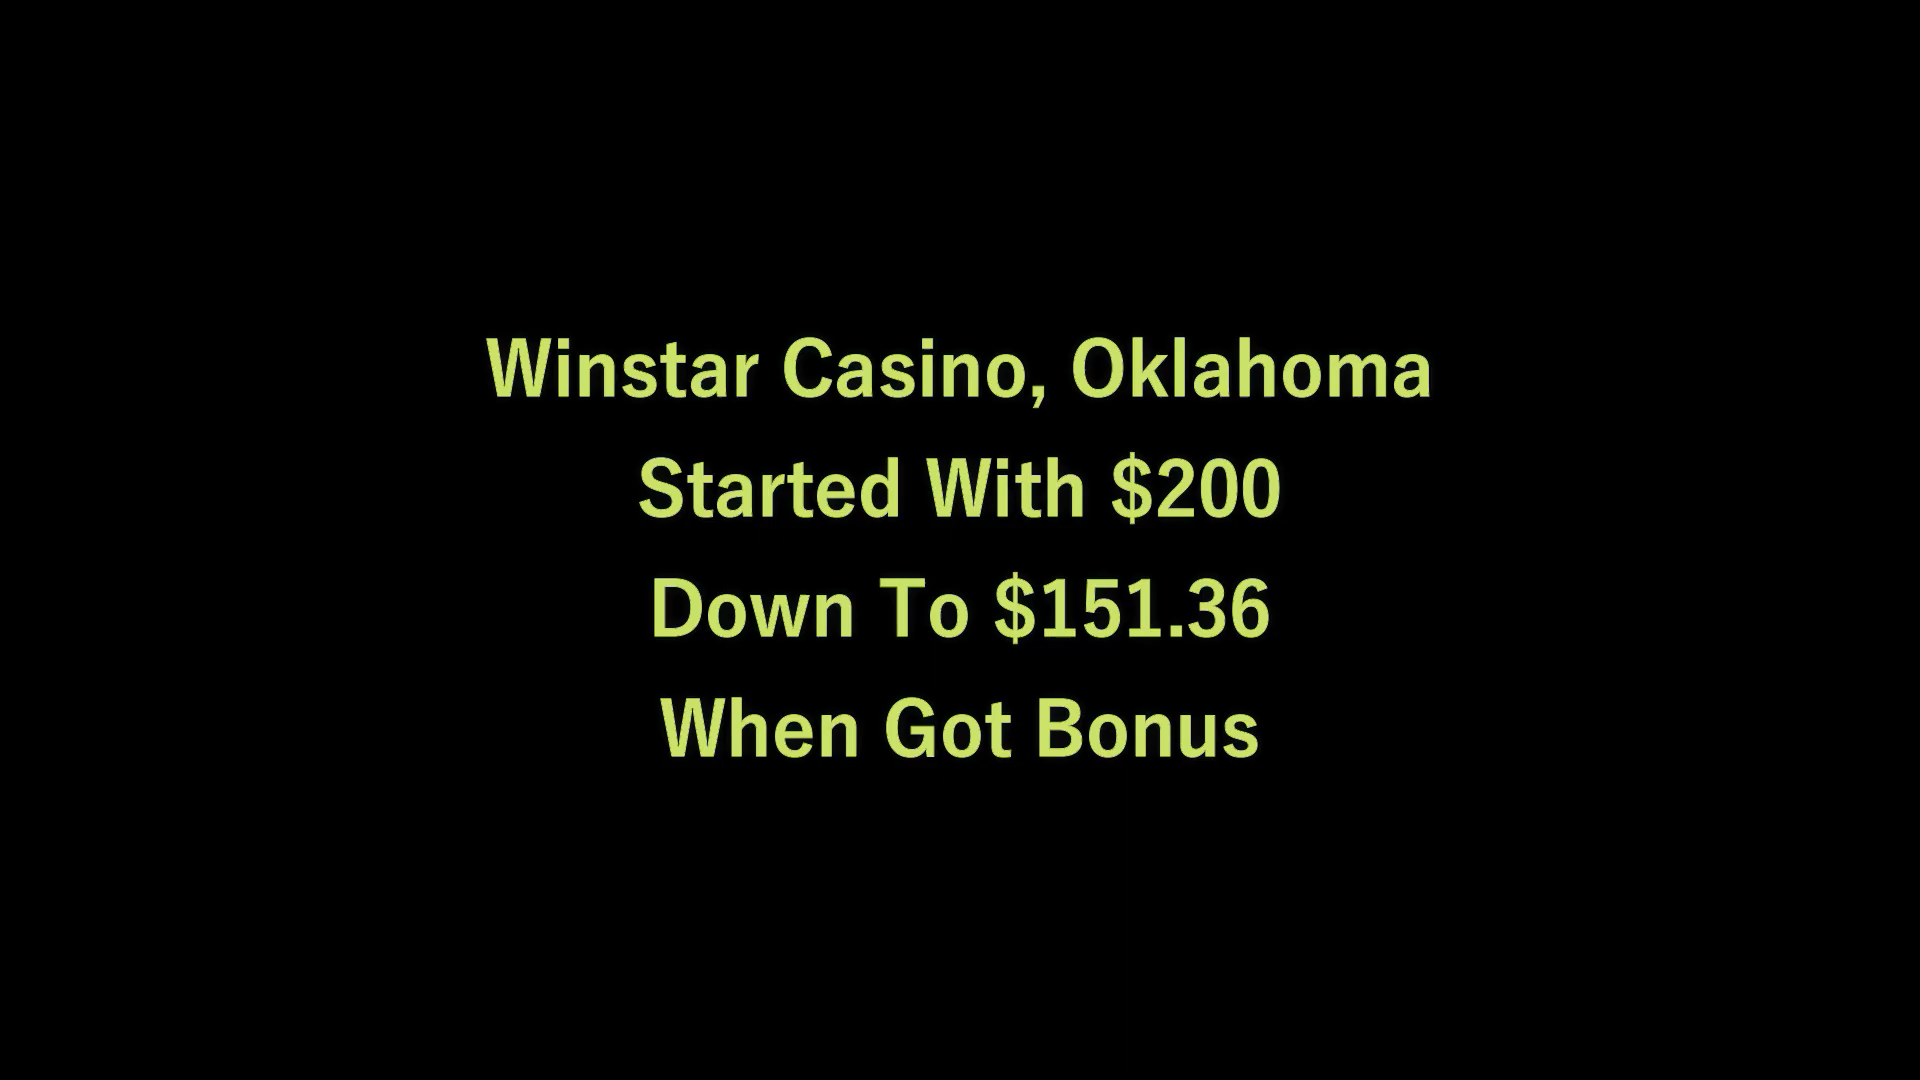 Winstar Casino, Oklahoma
Started With $200
Down To $151.36
When Got Bonus